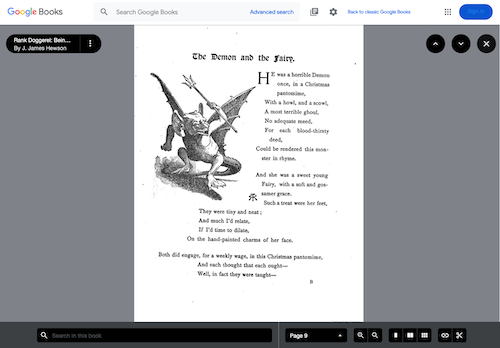 Google Books
Search Google Books
Advanced search
Back to classic Google Books
Sign in
Rank Doggerel: Bein...
By J. James Hewson
The Demon and the Fairy.
HE was a horrible Demon
once, in a Christmas
pantomime,
With a howl, and a scowl,
A most terrible ghoul,
No adequate meed,
For each blood-thirsty
deed,
Could be rendered this mon-
ster in rhyme.
And she was a sweet young
Fairy, with a soft and gos-
samer grace.
Such a treat were her feet,
They were tiny and neat;
And much I'd relate,
If I'd time to dilate,
On the hand-painted charms of her face.
Both did engage, for a weekly wage, in this Christmas pantomime,
And each thought that each ought—
Well, in fact they were taught—
B
Search in this book
Page 9